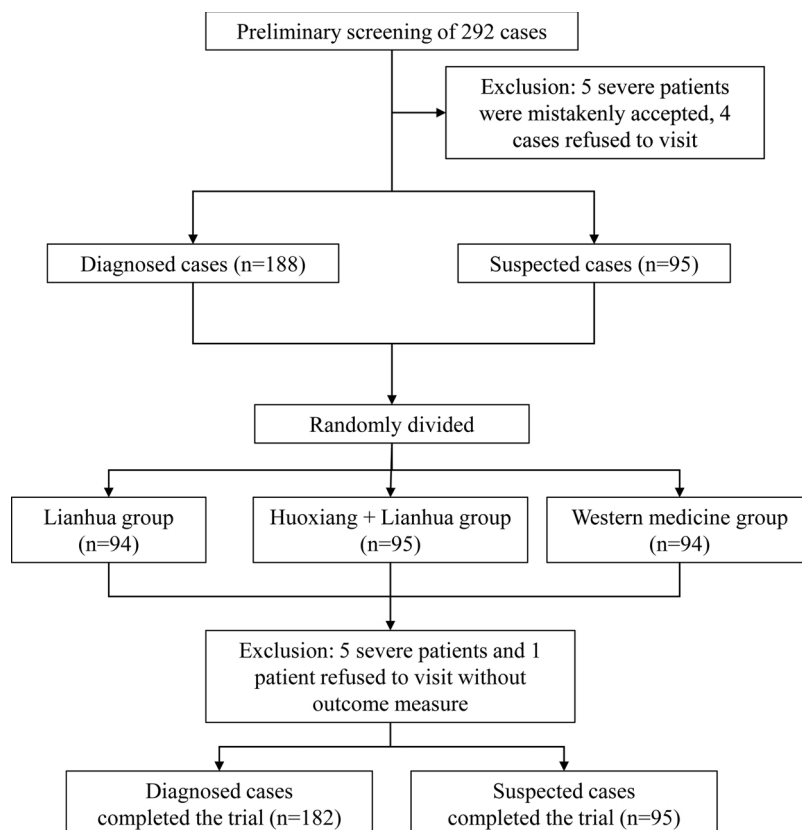 Preliminary screening of 292 cases
Exclusion: 5 severe patients
were mistakenly accepted, 4
cases refused to visit
Diagnosed cases (n=188)
Suspected cases (n=95)
Randomly divided
Lianhua group
(n=94)
Huoxiang + Lianhua group
(n=95)
Western medicine group
(n=94)
Exclusion: 5 severe patients and 1
patient refused to visit without
outcome measure
Diagnosed cases
completed the trial (n=182)
Suspected cases
completed the trial (n=95)